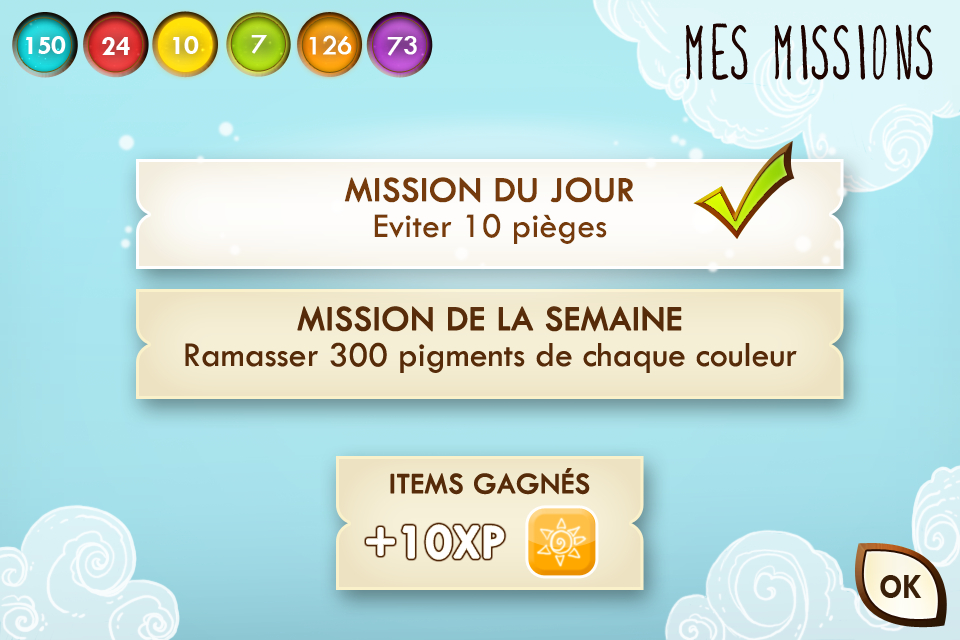 150 24 10 7 126 73
MES MISSIONS
MISSION DU JOUR
Eviter 10 pièges
MISSION DE LA SEMAINE
Ramasser 300 pigments de chaque couleur
ITEMS GAGNÉS
+10XP
OK